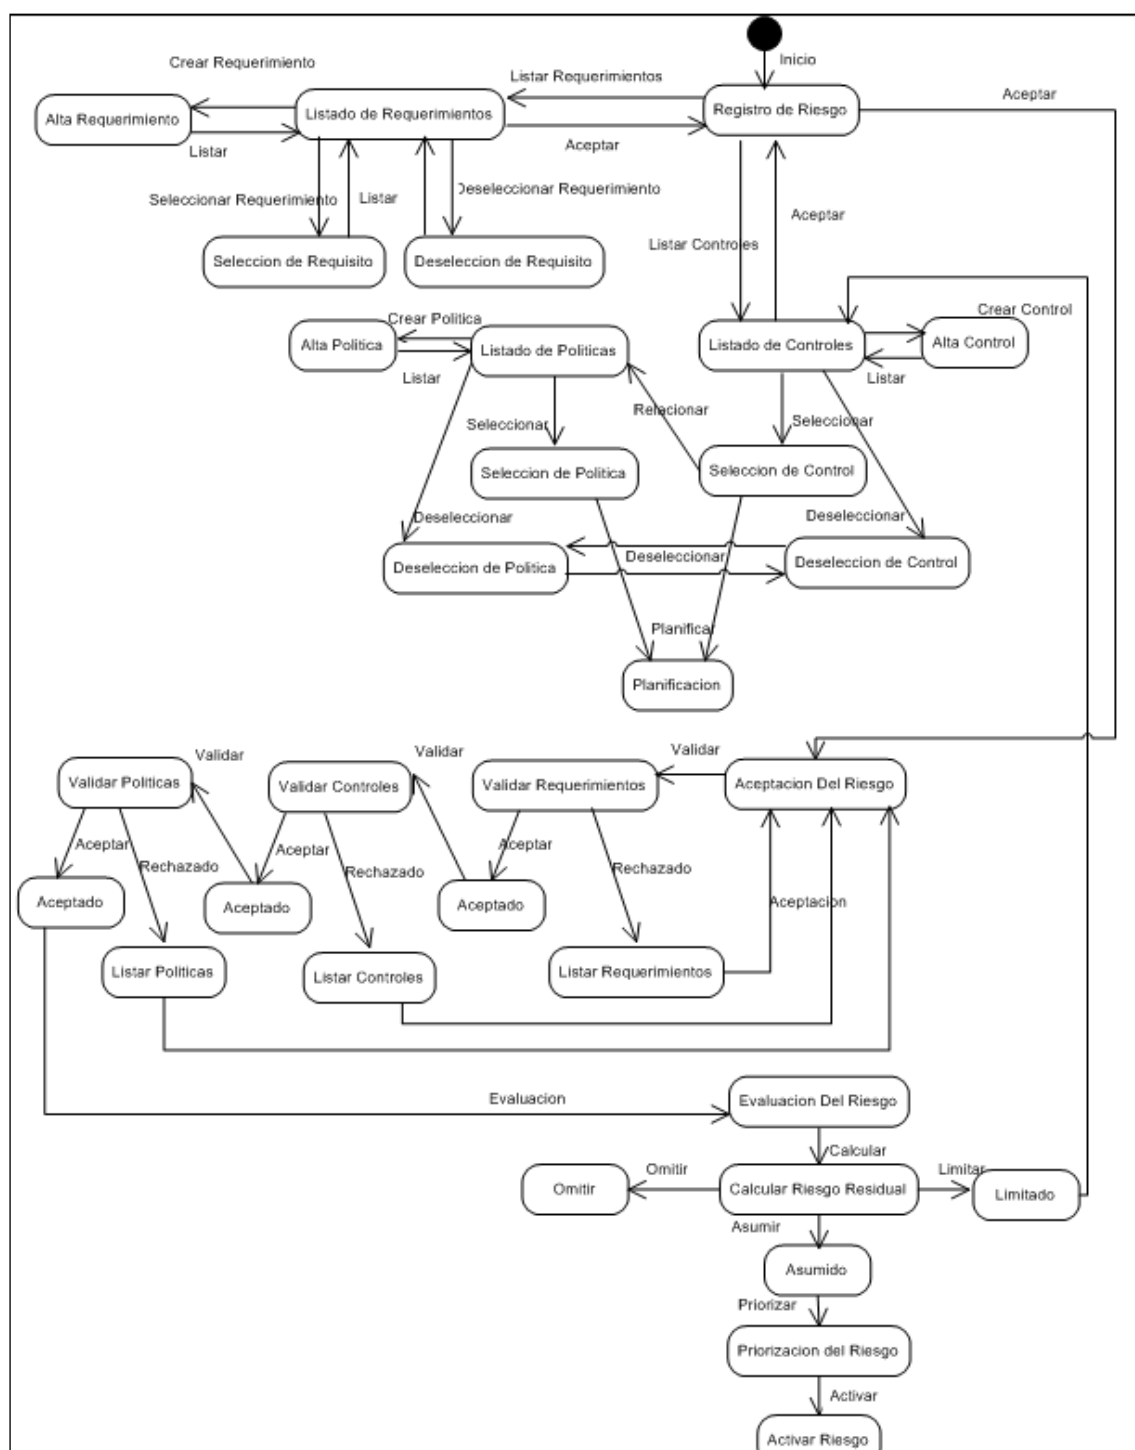 Inicio
Crear Requerimiento
Listar Requerimientos
Aceptar
Alta Requerimiento
Listado de Requerimientos
Registro de Riesgo
Listar
Aceptar
Seleccionar Requerimiento
Listar
Deseleccionar Requerimiento
Aceptar
Listar Controles
Seleccion de Requisito
Deseleccion de Requisito
Crear Politica
Crear Control
Alta Politica
Listado de Politicas
Listado de Controles
Alta Control
Listar
Listar
Relacionar
Seleccionar
Seleccionar
Seleccion de Politica
Seleccion de Control
Deseleccionar
Deseleccionar
Deseleccionar
Deseleccion de Politica
Deseleccion de Control
Planificar
Planificacion
Validar
Validar
Validar
Validar Politicas
Validar Controles
Validar Requerimientos
Aceptacion Del Riesgo
Aceptar
Aceptar
Aceptar
Rechazado
Rechazado
Rechazado
Aceptado
Aceptado
Aceptado
Aceptacion
Listar Politicas
Listar Controles
Listar Requerimientos
Evaluacion
Evaluacion Del Riesgo
Calcular
Omitir
Limitar
Omitir
Calcular Riesgo Residual
Limitado
Asumir
Asumido
Priorizar
Priorizacion del Riesgo
Activar
Activar Riesgo